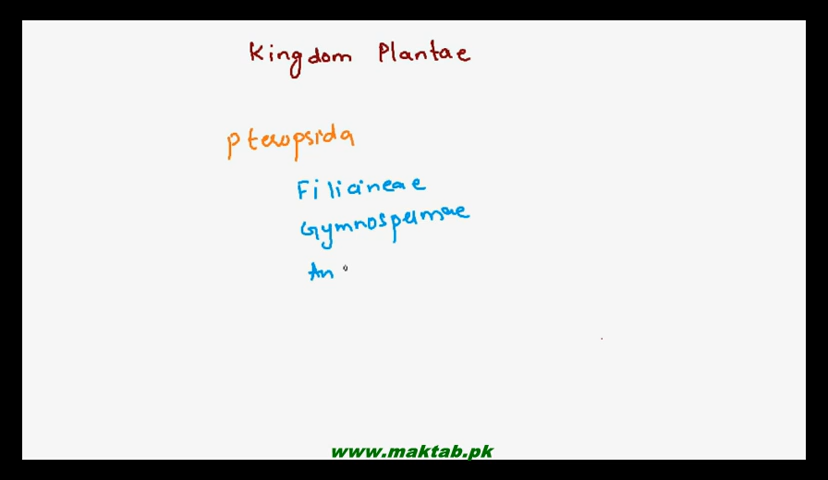 Kingdom Plantae
Pteropsida
Filicineae
Gymnospermae
An
www.maktab.pk